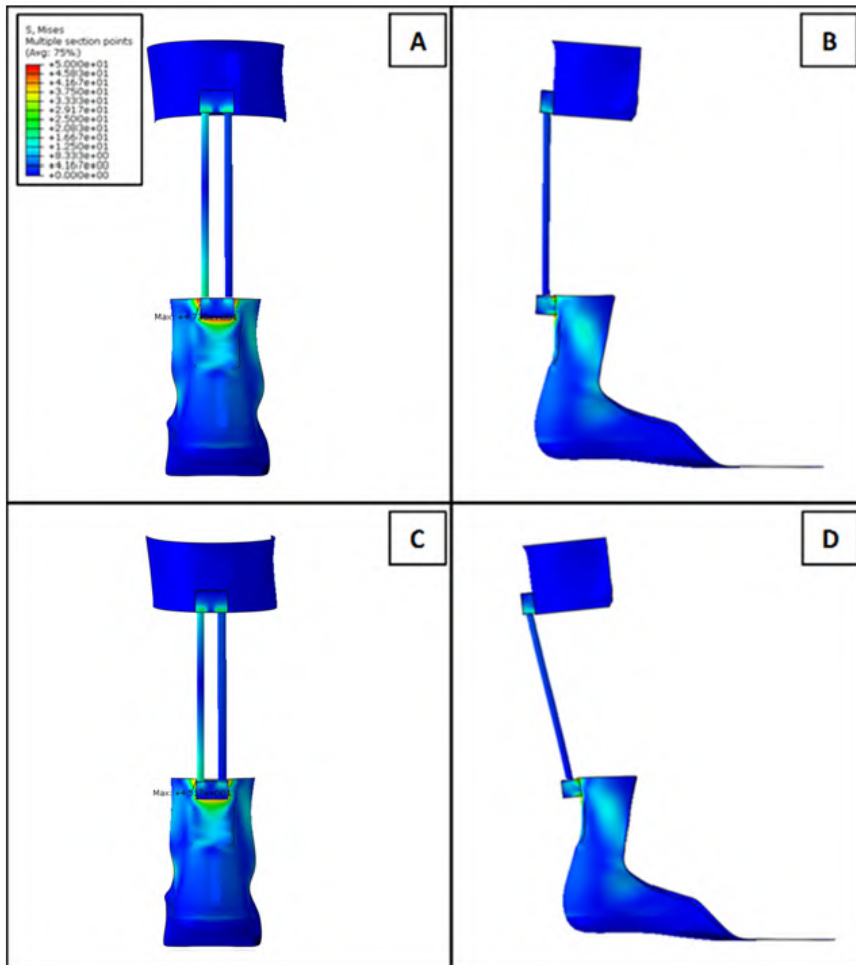 S, Mises
Multiple section points
(Avg: 75%)
+5.000e+01
+4.583e+01
+4.167e+01
+3.750e+01
+3.333e+01
+2.917e+01
+2.500e+01
+2.083e+01
+1.667e+01
+1.250e+01
+8.333e+00
+4.167e+00
+0.000e+00
A
B
Max:
C
D
Max: